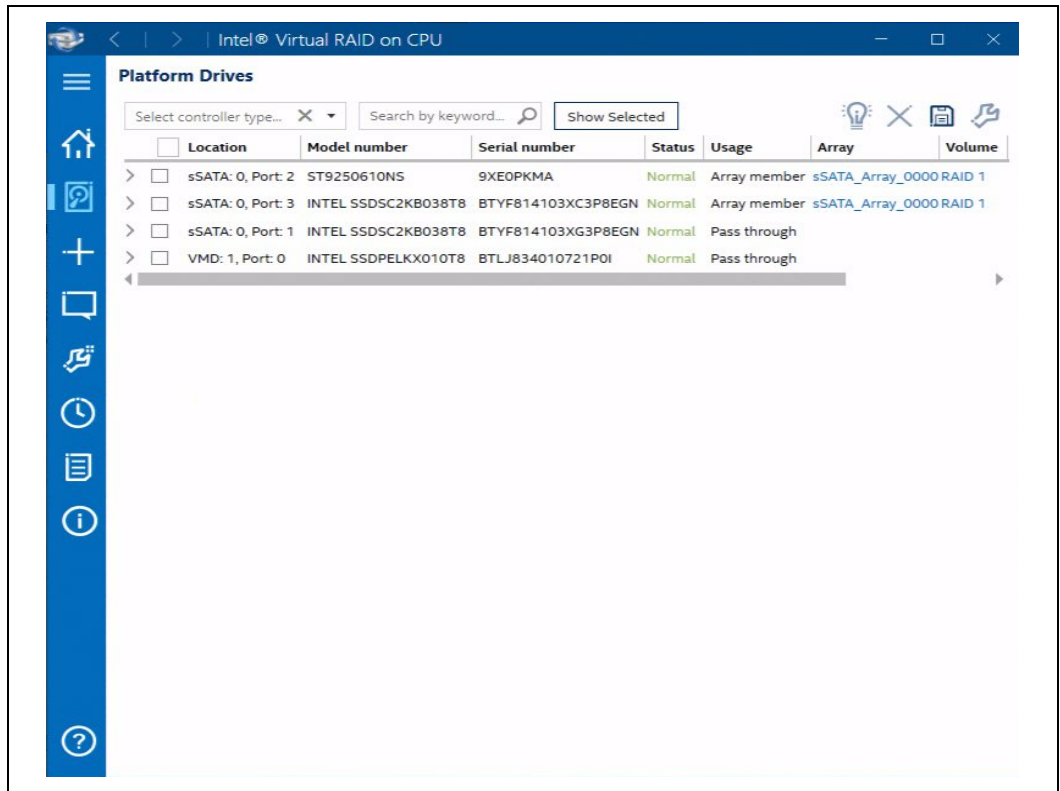 Intel® Virtual RAID on CPU
Platform Drives
Select controller type... Search by keyword... Show Selected
Location Model number Serial number Status Usage Array Volume
sSATA: 0, Port: 2 ST9250610NS 9XE0PKMA Normal Array member sSATA_Array_0000 RAID 1
sSATA: 0, Port: 3 INTEL SSDSC2KB038T8 BTYF814103XC3P8EGN Normal Array member sSATA_Array_0000 RAID 1
sSATA: 0, Port: 1 INTEL SSDSC2KB038T8 BTYF814103XG3P8EGN Normal Pass through
VMD: 1, Port: 0 INTEL SSDPELKX010T8 BTLJ834010721P0I Normal Pass through